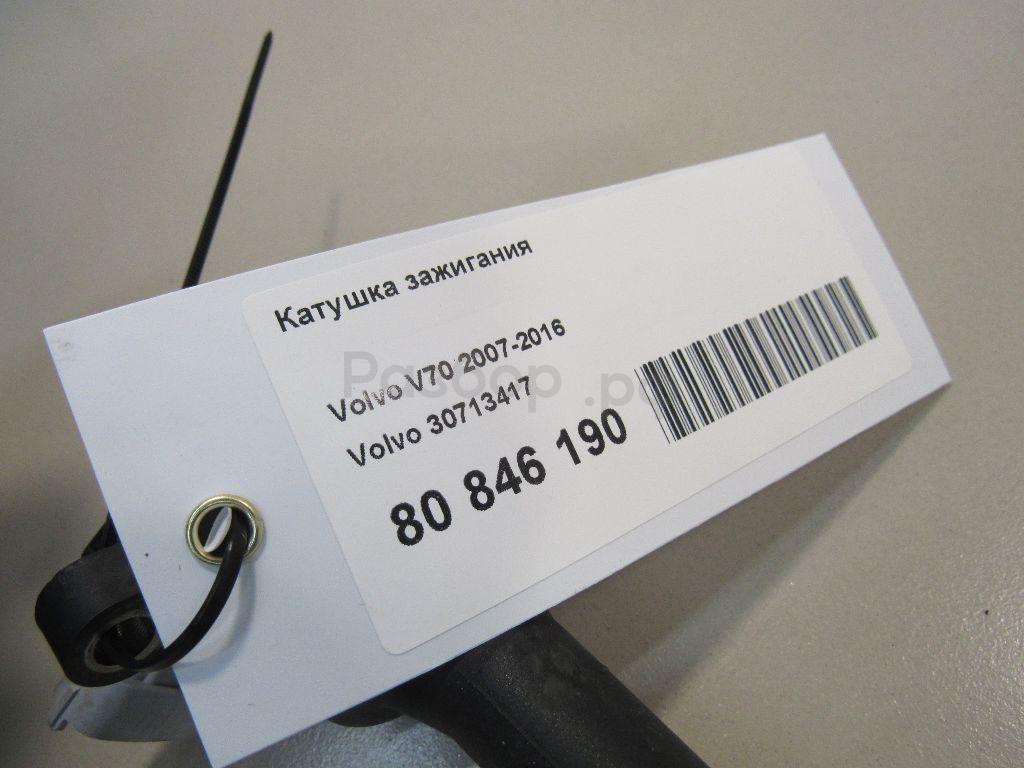 Катушка зажигания
Volvo V70 2007-2016
Volvo 30713417
80 846 190